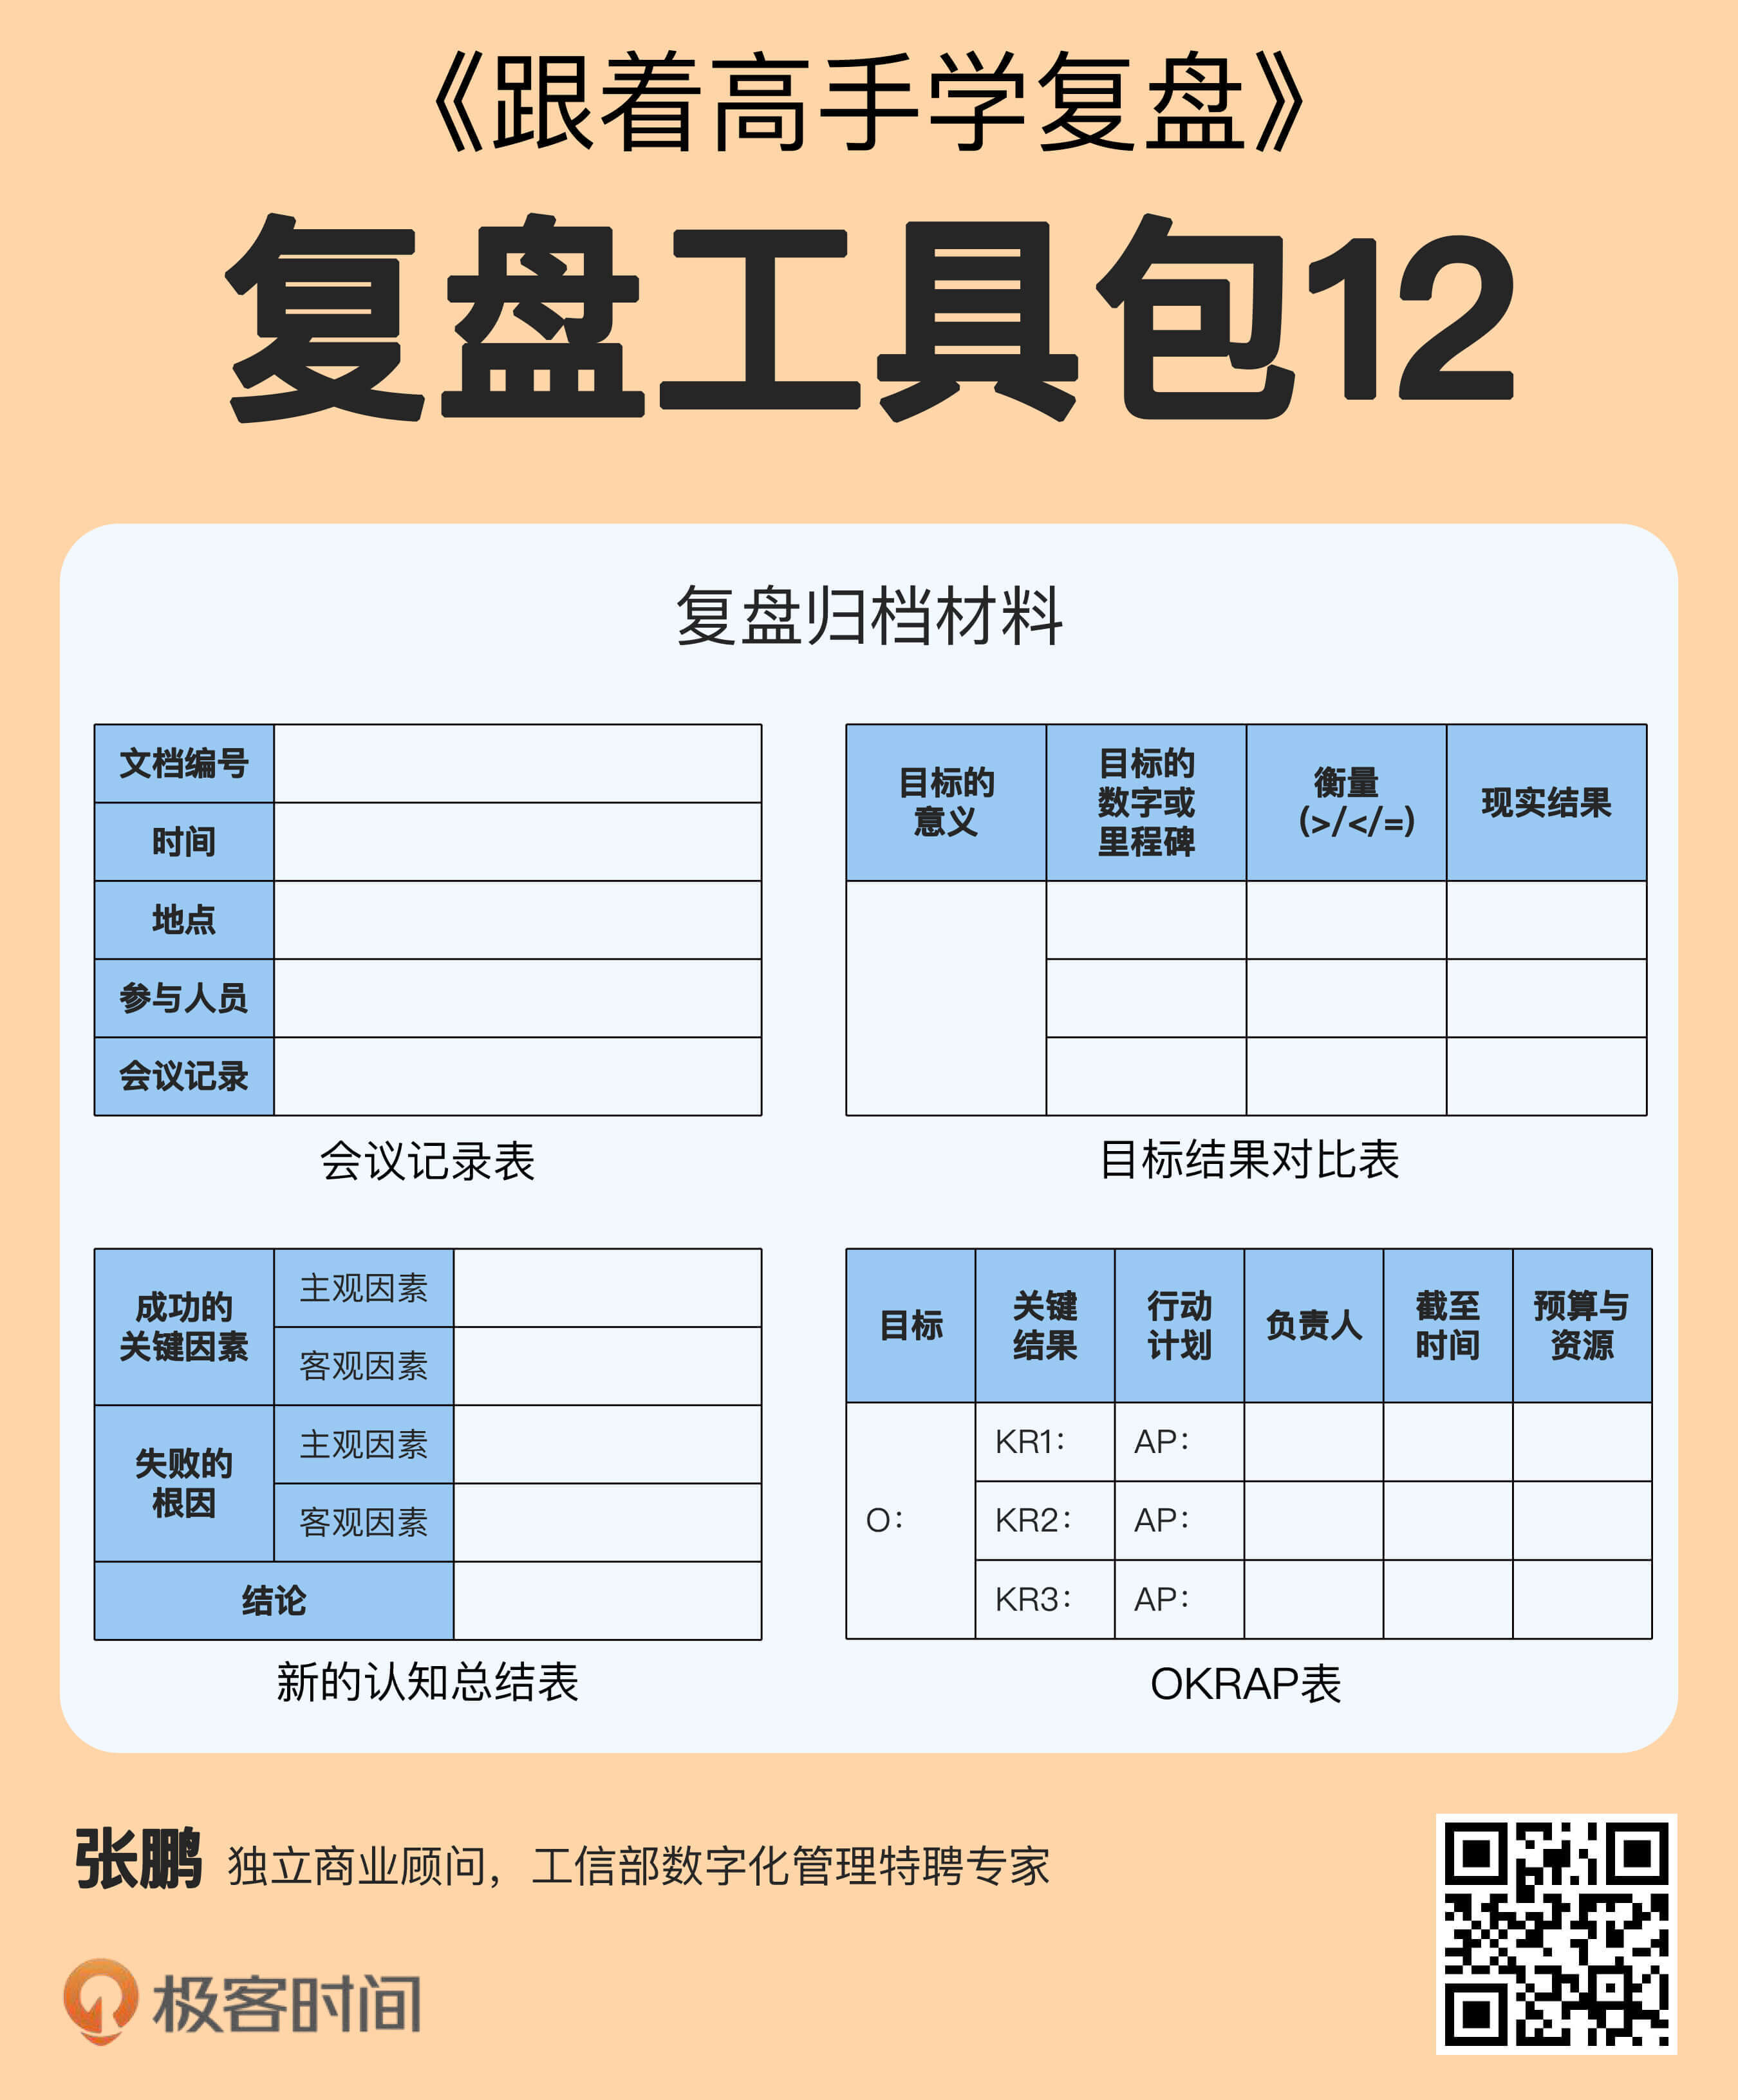 《跟着高手学复盘》
复盘工具包12
复盘归档材料
文档编号
时间
地点
参与人员
会议记录
会议记录表
目标的
意义
目标的
数字或
里程碑
衡量
(>/</=)
现实结果
目标结果对比表
成功的
关键因素
主观因素
客观因素
失败的
根因
主观因素
客观因素
结论
新的认知总结表
目标
关键
结果
行动
计划
负责人
截至
时间
预算与
资源
O：
KR1：
AP：
KR2：
AP：
KR3：
AP：
OKRAP表
张鹏 独立商业顾问，工信部数字化管理特聘专家
极客时间